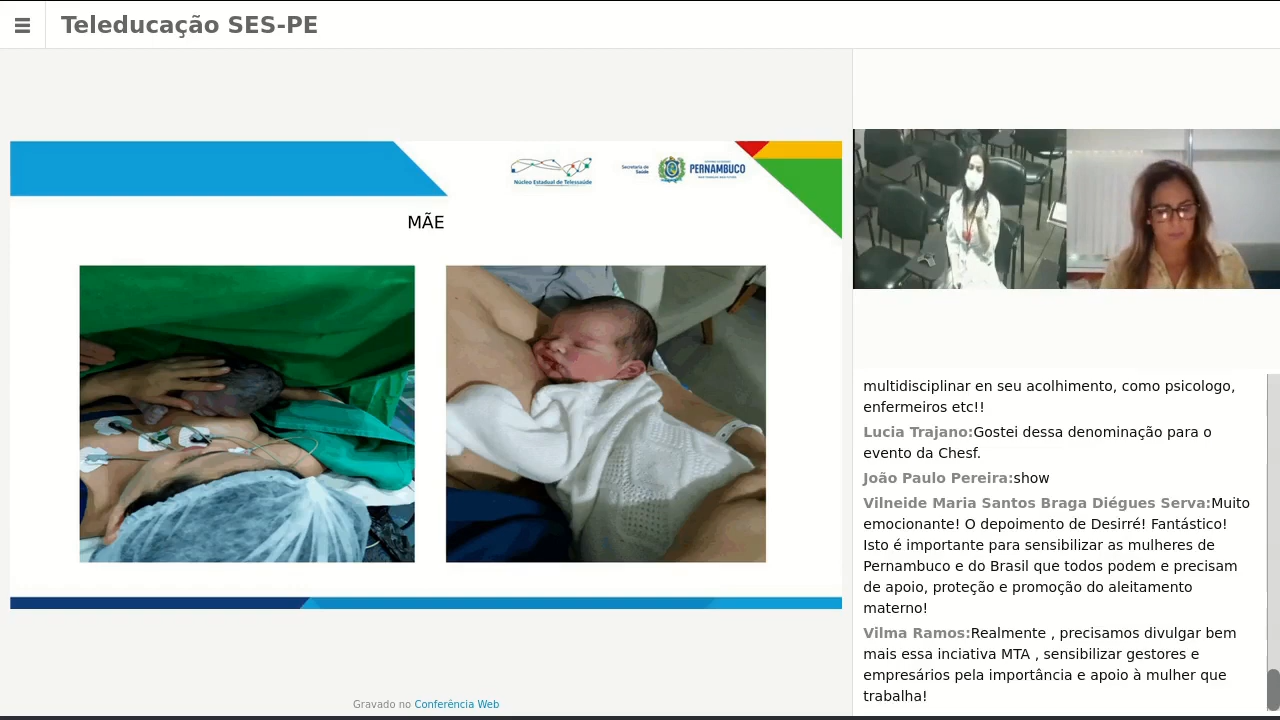 Teleducação SES-PE
Núcleo Estadual de Telessaúde
Secretaria de
Saúde
PERNAMBUCO
MÃE
multidisciplinar en seu acolhimento, como psicologo,
enfermeiros etc!!
Lucia Trajano:Gostei dessa denominação para o
evento da Chesf.
João Paulo Pereira:show
Vilneide Maria Santos Braga Diégues Serva:Muito
emocionante! O depoimento de Desirré! Fantástico!
Isto é importante para sensibilizar as mulheres de
Pernambuco e do Brasil que todos podem e precisam
de apoio, proteção e promoção do aleitamento
materno!
Vilma Ramos:Realmente , precisamos divulgar bem
mais essa inciativa MTA , sensibilizar gestores e
empresários pela importância e apoio à mulher que
trabalha!
Gravado no Conferência Web